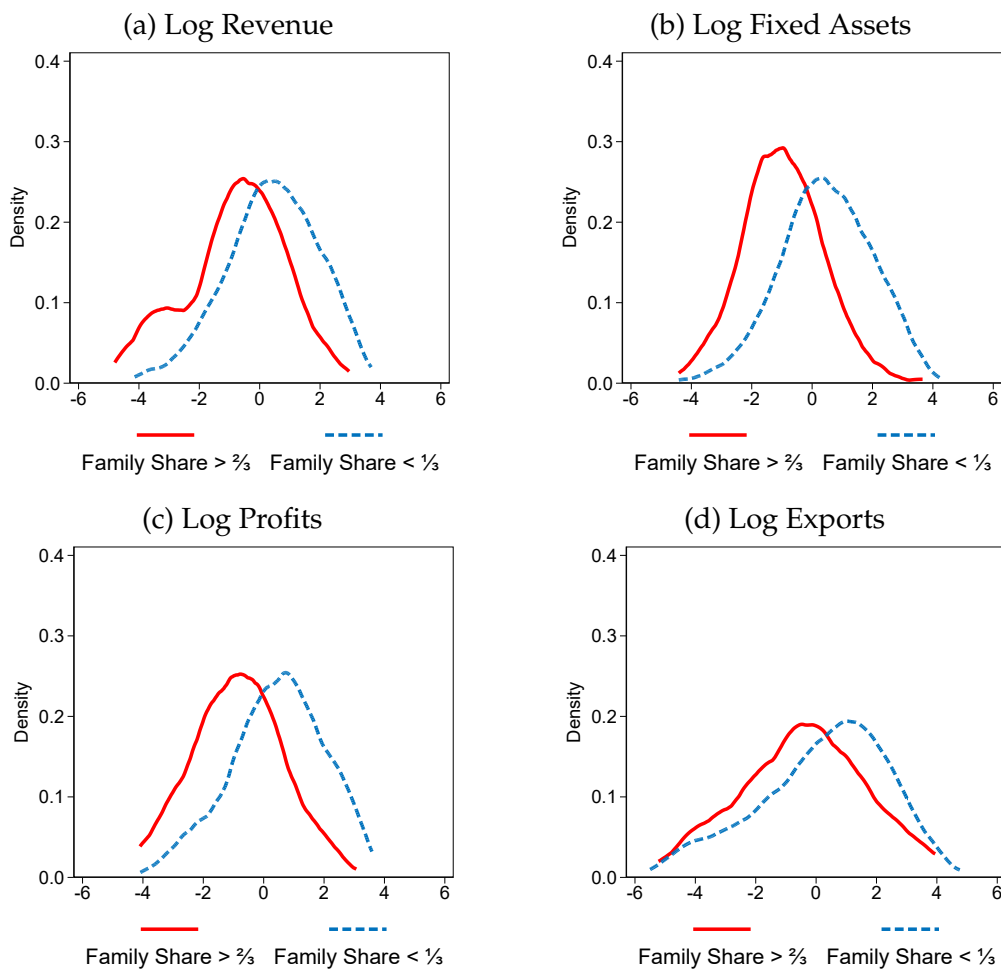 (a) Log Revenue
Density
0.4
0.3
0.2
0.1
0.0
-6 -4 -2 0 2 4 6
Family Share > ⅔ Family Share < ⅓
(b) Log Fixed Assets
Density
0.4
0.3
0.2
0.1
0.0
-6 -4 -2 0 2 4 6
Family Share > ⅔ Family Share < ⅓
(c) Log Profits
Density
0.4
0.3
0.2
0.1
0.0
-6 -4 -2 0 2 4 6
Family Share > ⅔ Family Share < ⅓
(d) Log Exports
Density
0.4
0.3
0.2
0.1
0.0
-6 -4 -2 0 2 4 6
Family Share > ⅔ Family Share < ⅓